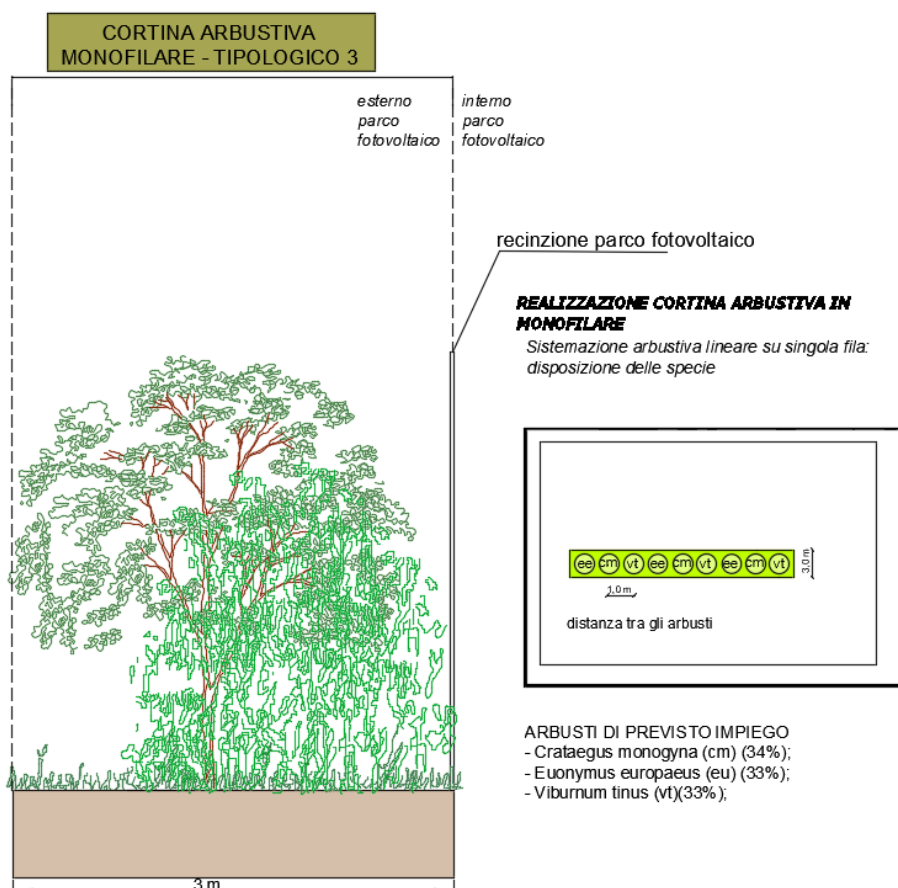 CORTINA ARBUSTIVA
MONOFILARE - TIPOLOGICO 3
esterno
parco
fotovoltaico
interno
parco
fotovoltaico
recinzione parco fotovoltaico
REALIZZAZIONE CORTINA ARBUSTIVA IN
MONOFILARE
Sistemazione arbustiva lineare su singola fila:
disposizione delle specie
ee cm vt ee cm vt ee cm vt
3,0 m
1,0 m
distanza tra gli arbusti
ARBUSTI DI PREVISTO IMPIEGO
- Crataegus monogyna (cm) (34%);
- Euonymus europaeus (eu) (33%);
- Viburnum tinus (vt)(33%);
3 m